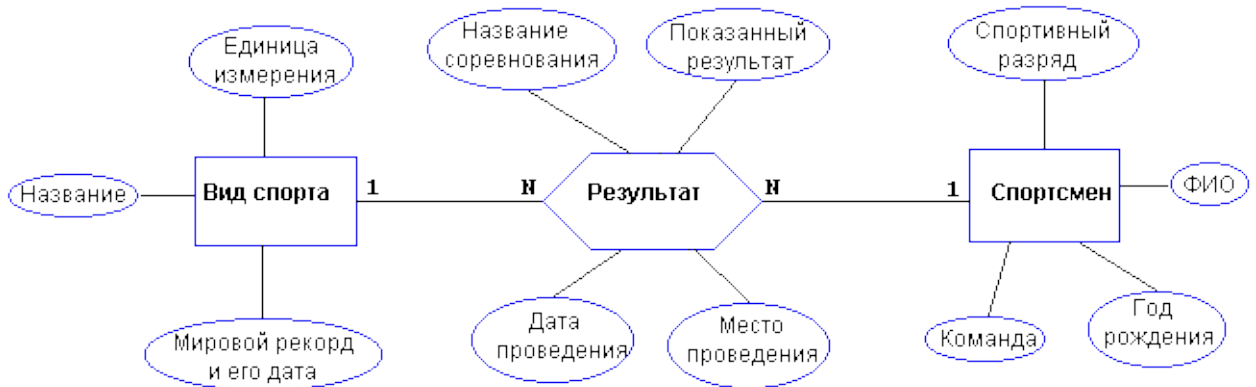 Единица
измерения
Название
соревнования
Показанный
результат
Спортивный
разряд
Название
Вид спорта
1
N
Результат
N
1
Спортсмен
ФИО
Мировой рекорд
и его дата
Дата
проведения
Место
проведения
Команда
Год
рождения